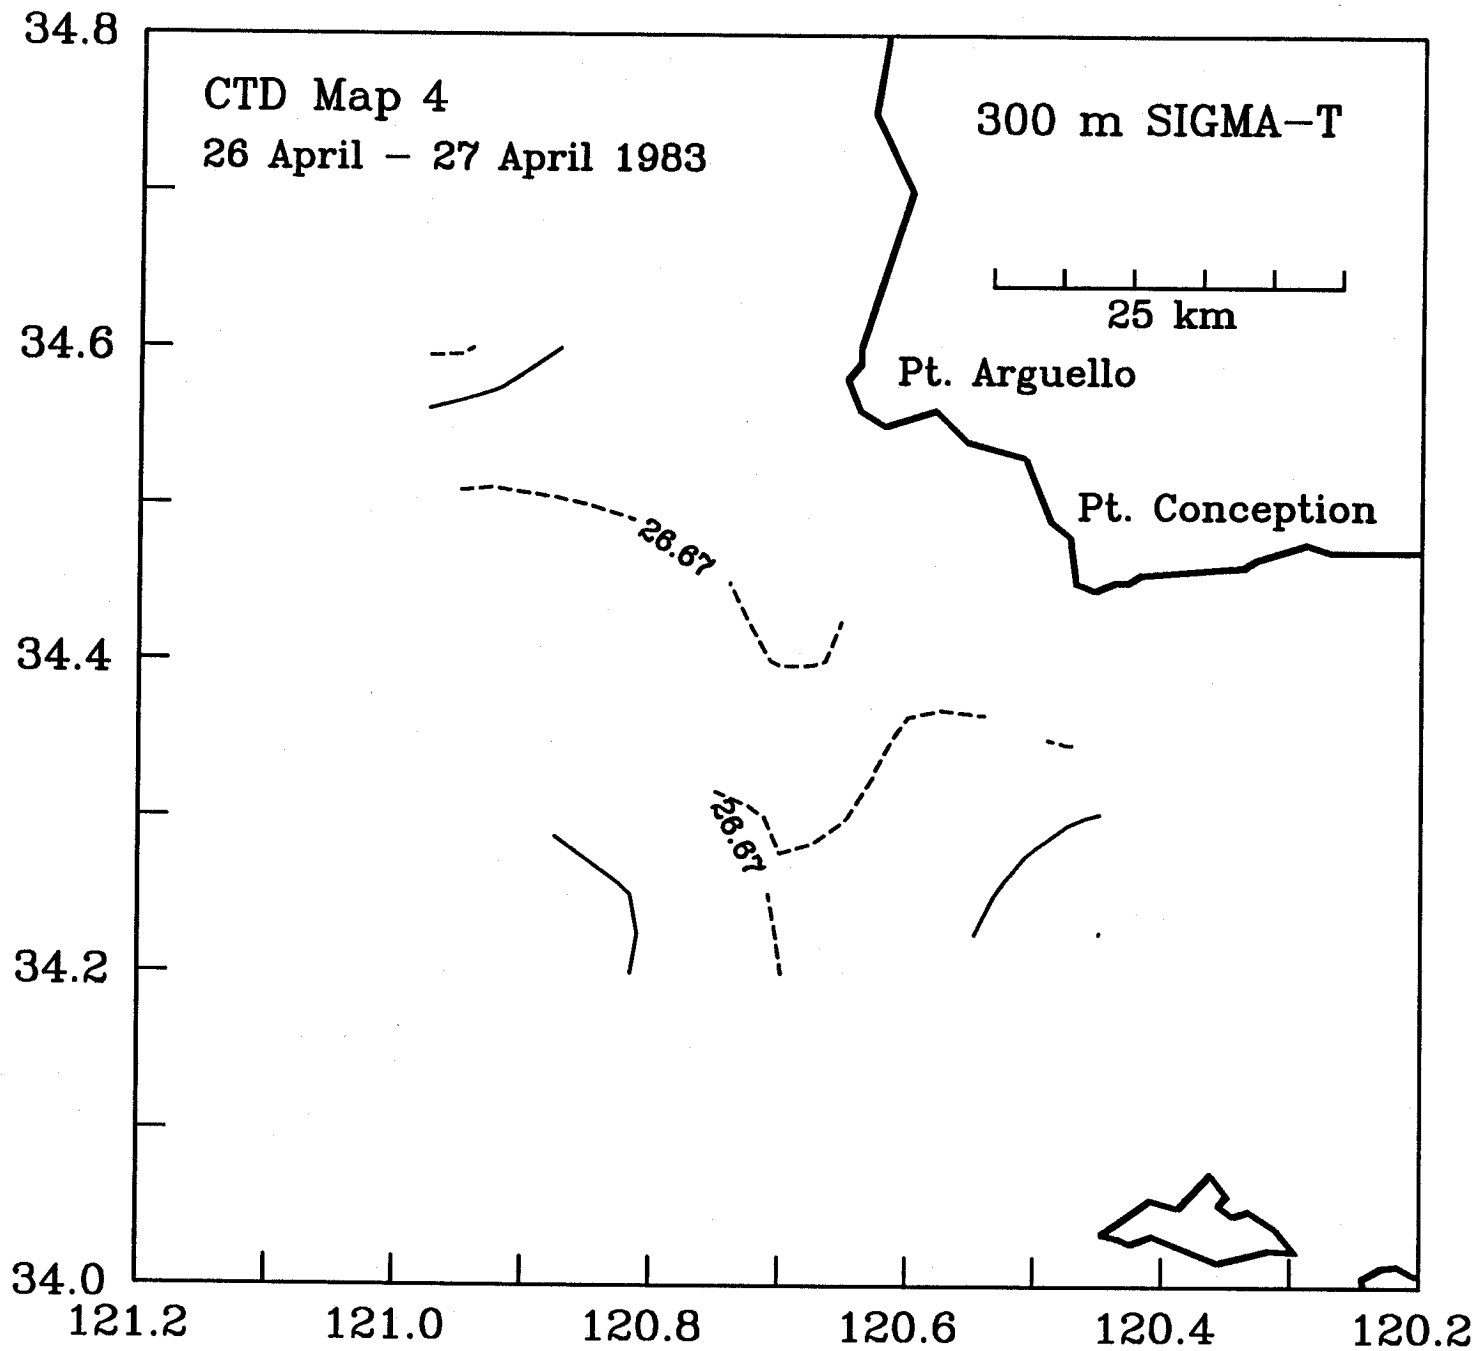 34.8
CTD Map 4
26 April – 27 April 1983
300 m SIGMA–T
25 km
34.6
Pt. Arguello
Pt. Conception
26.67
34.4
26.67
34.2
34.0
121.2 121.0 120.8 120.6 120.4 120.2